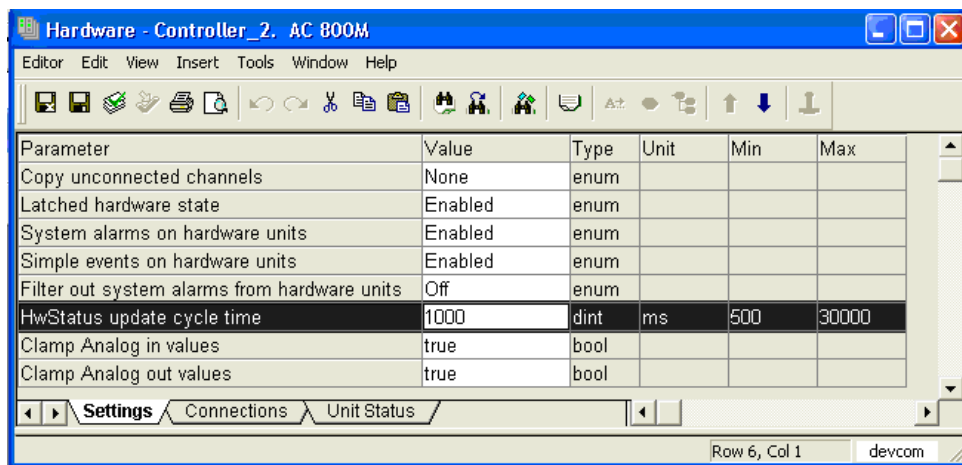 Hardware - Controller_2. AC 800M
Editor Edit View Insert Tools Window Help
Parameter Value Type Unit Min Max
Copy unconnected channels None enum
Latched hardware state Enabled enum
System alarms on hardware units Enabled enum
Simple events on hardware units Enabled enum
Filter out system alarms from hardware units Off enum
HwStatus update cycle time 1000 dint ms 500 30000
Clamp Analog in values true bool
Clamp Analog out values true bool
Settings Connections Unit Status
Row 6, Col 1 devcom